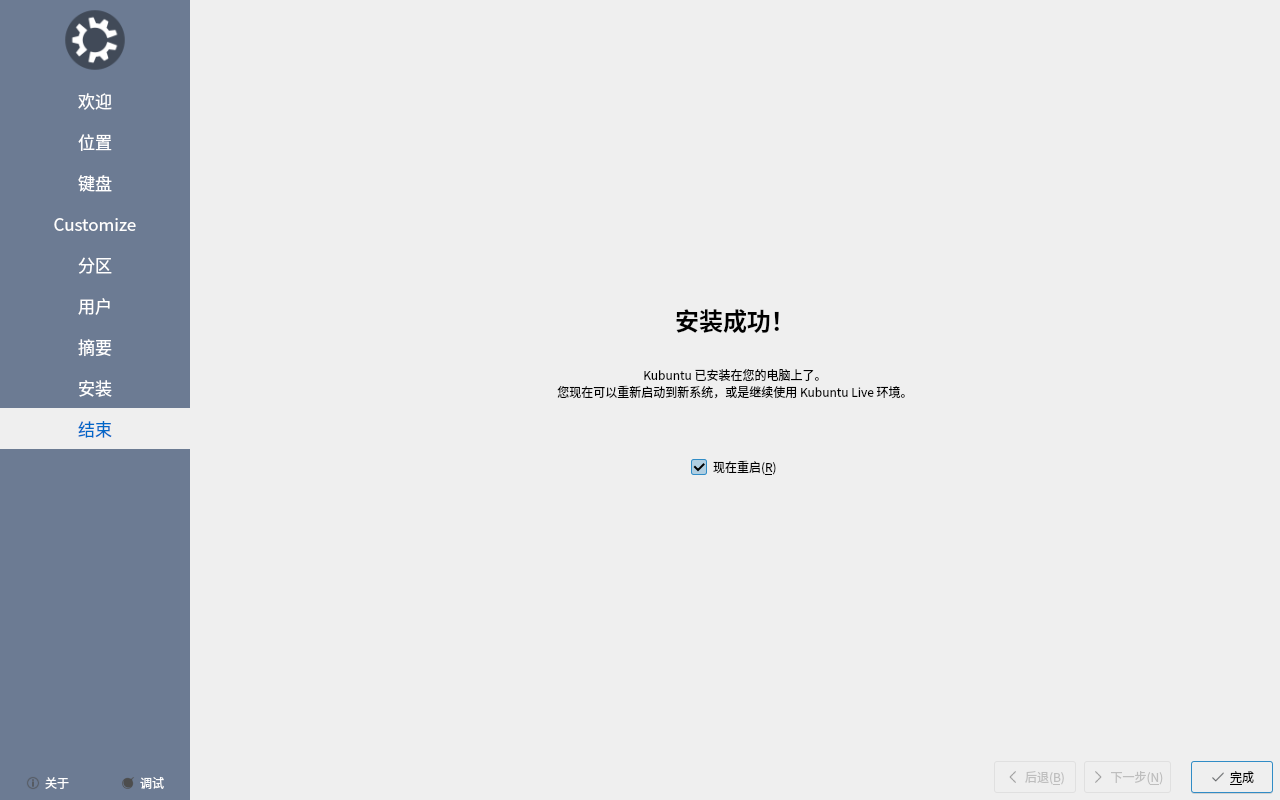 欢迎
位置
键盘
Customize
分区
用户
摘要
安装
结束
安装成功！
Kubuntu 已安装在您的电脑上了。
您现在可以重新启动到新系统，或是继续使用 Kubuntu Live 环境。
现在重启(R)
关于
调试
后退(B)
下一步(N)
完成